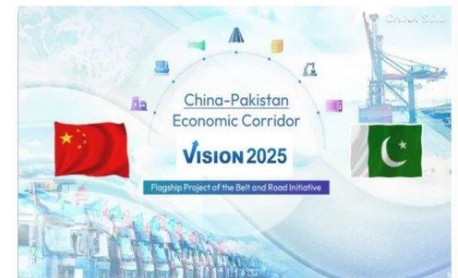 China-Pakistan
Economic Corridor
VISION 2025
Flagship Project of the Belt and Road Initiative